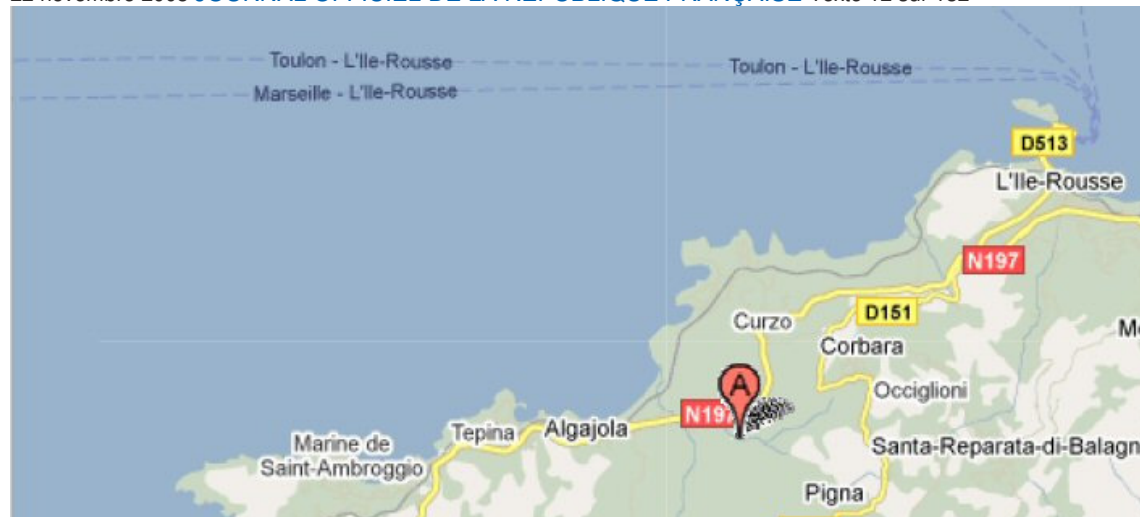 Toulon - L'Ile-Rousse
Toulon - L'Ile-Rousse
Marseille - L'Ile-Rousse
D513
L'Ile-Rousse
N197
D151
Curzo
Corbara
A
Occiglioni
N197
Algajola
Tepina
Marine de
Saint-Ambroggio
Santa-Reparata-di-Balagn
Pigna